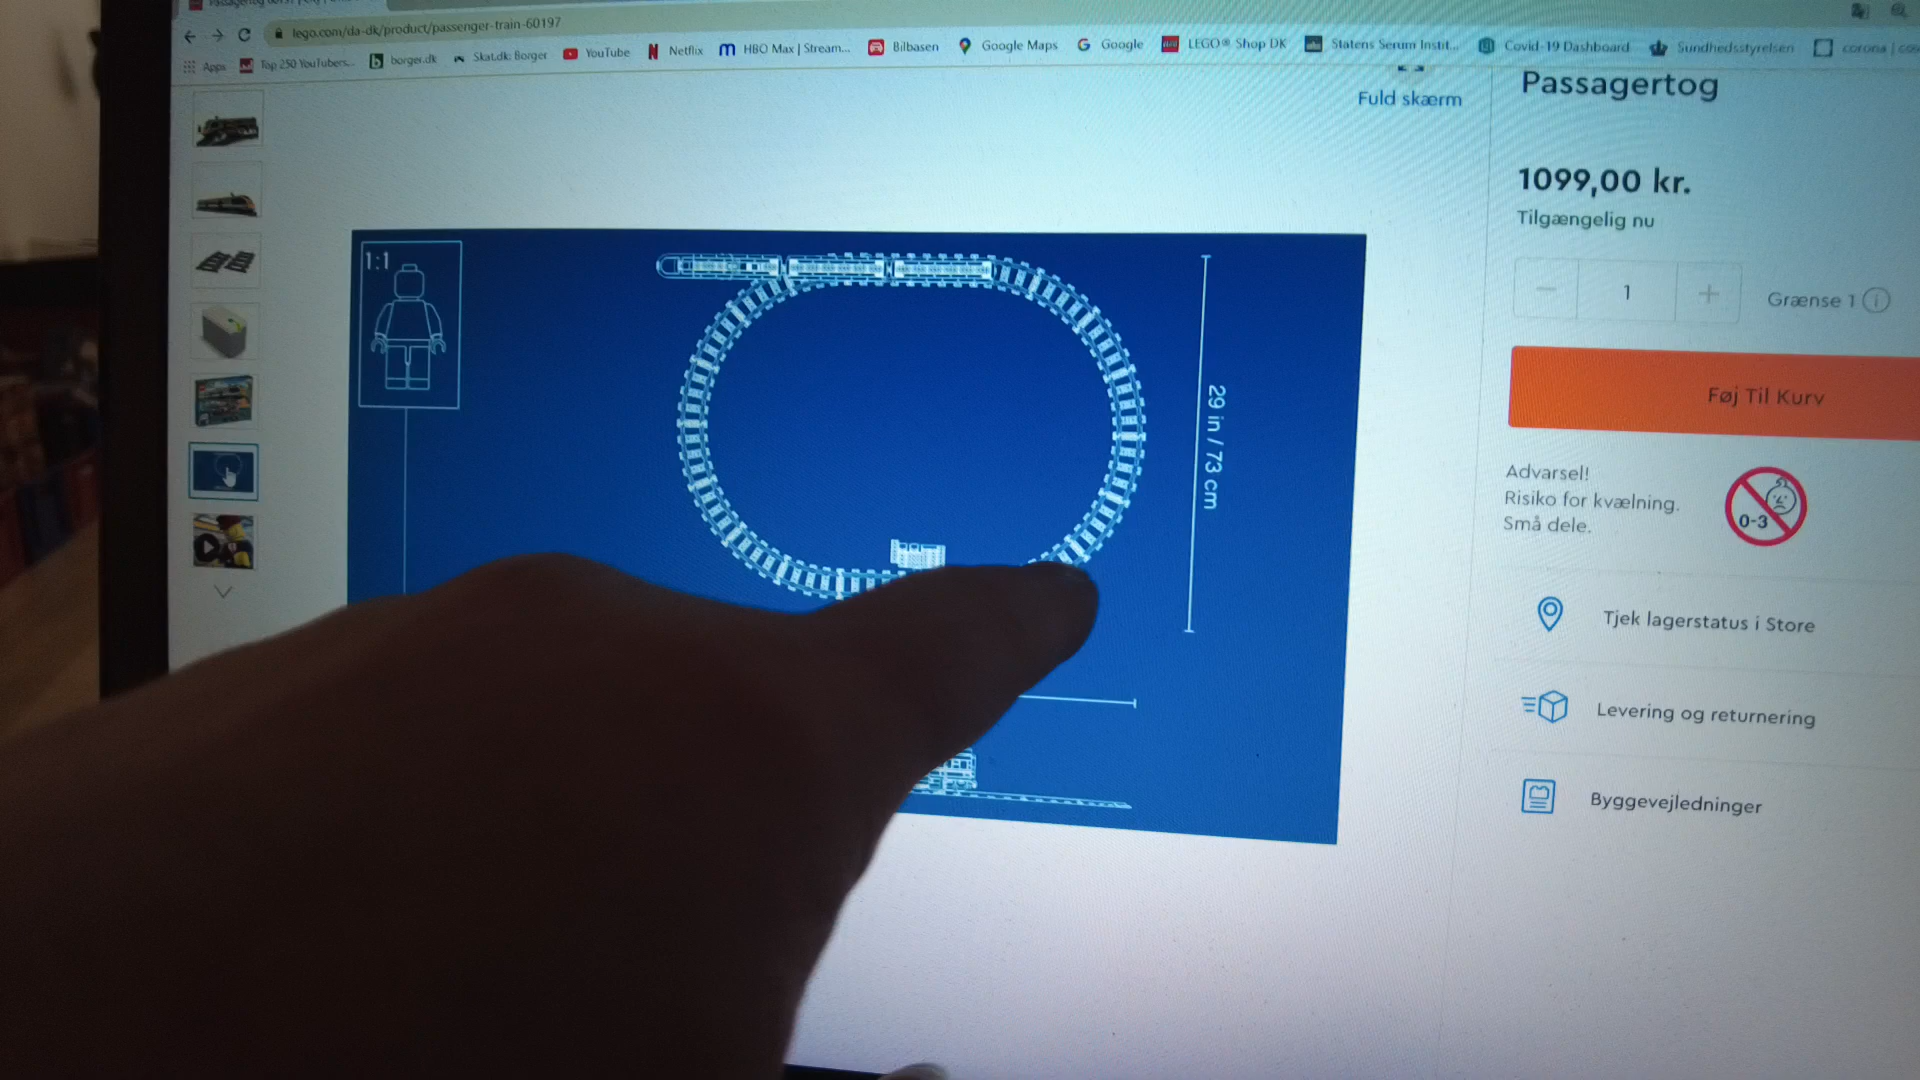 lego.com/da-dk/product/passenger-train-60197
Apps
Top 250 YouTubers...
borger.dk
Skat.dk: Borger
YouTube
Netflix
HBO Max | Stream...
Bilbasen
Google Maps
Google
LEGO® Shop DK
Statens Serum Instit...
Covid-19 Dashboard
Sundhedsstyrelsen
Fuld skærm
Passagertog
1099,00 kr.
Tilgængelig nu
1
Grænse 1
Føj Til Kurv
Advarsel!
Risiko for kvælning.
Små dele.
0-3
Tjek lagerstatus i Store
Levering og returnering
Byggevejledninger
1:1
29 in / 73 cm